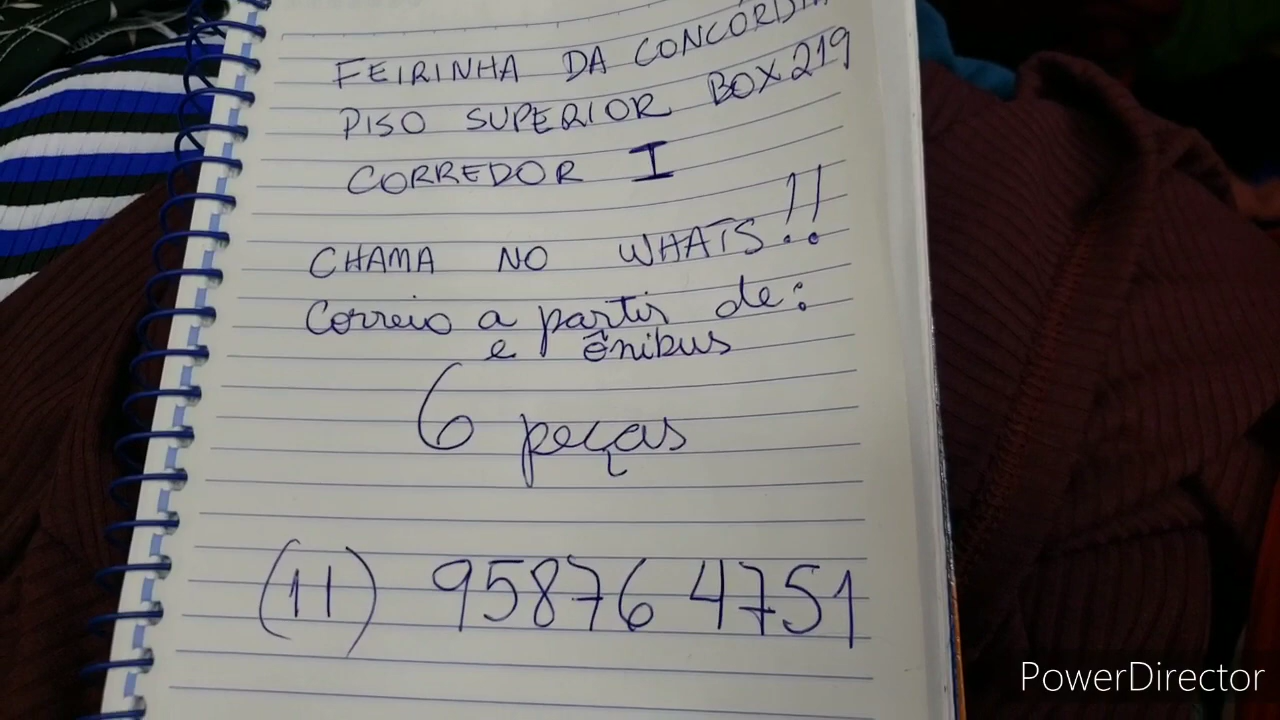 FEIRINHA DA CONCÓRDIA
PISO SUPERIOR BOX 219
CORREDOR I
CHAMA NO WHATS!!
Correio a partir de:
e ônibus
6 peças
(11) 95876 4751
PowerDirector